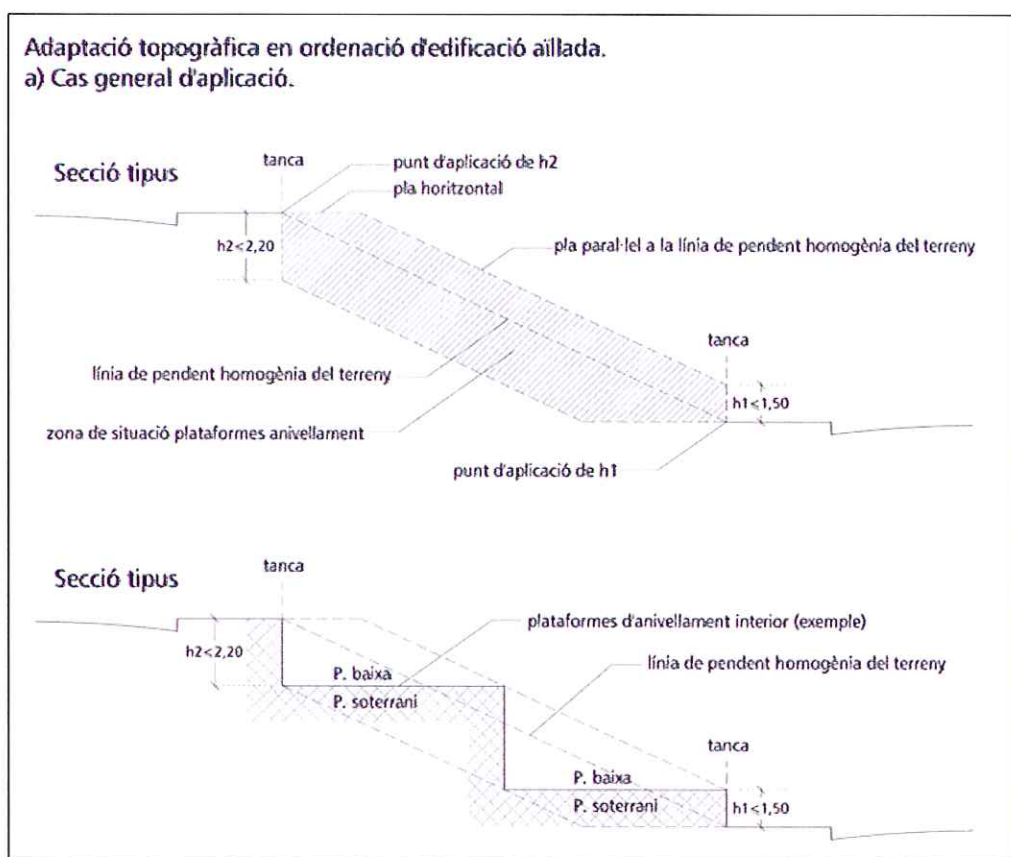 Adaptació topogràfica en ordenació d'edificació aïllada.
a) Cas general d'aplicació.
Secció tipus
tanca
punt d'aplicació de h2
pla horitzontal
h2<2,20
pla paral·lel a la línia de pendent homogènia del terreny
tanca
línia de pendent homogènia del terreny
h1<1,50
zona de situació plataformes anivellament
punt d'aplicació de h1
Secció tipus
tanca
plataformes d'anivellament interior (exemple)
h2<2,20
línia de pendent homogènia del terreny
P. baixa
P. soterrani
tanca
P. baixa
P. soterrani
h1<1,50